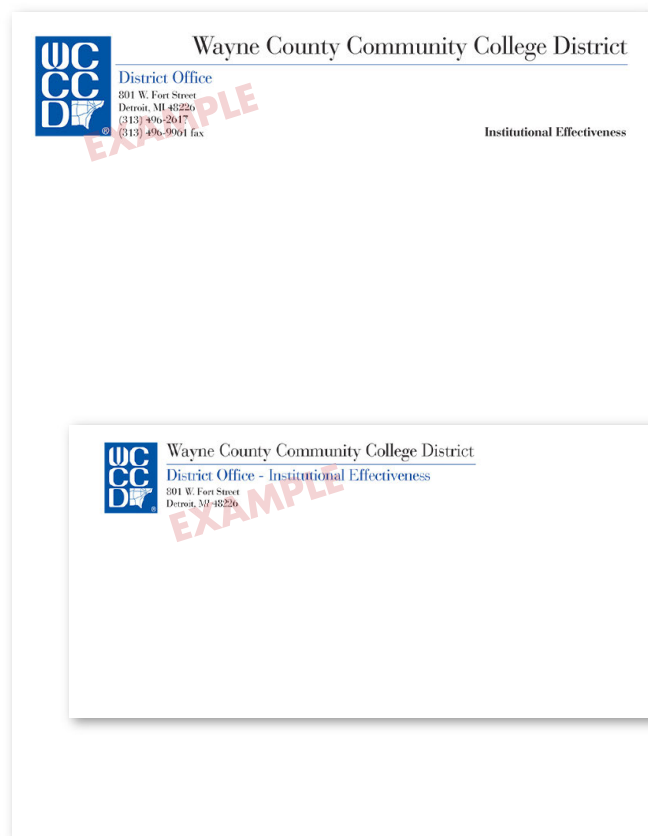 WC
CC
D
®
Wayne County Community College District
District Office
801 W. Fort Street
Detroit, MI 48226
(313) 496-2617
(313) 496-9961 fax
Institutional Effectiveness
EXAMPLE
WC
CC
D
®
Wayne County Community College District
District Office - Institutional Effectiveness
801 W. Fort Street
Detroit, MI 48226
EXAMPLE